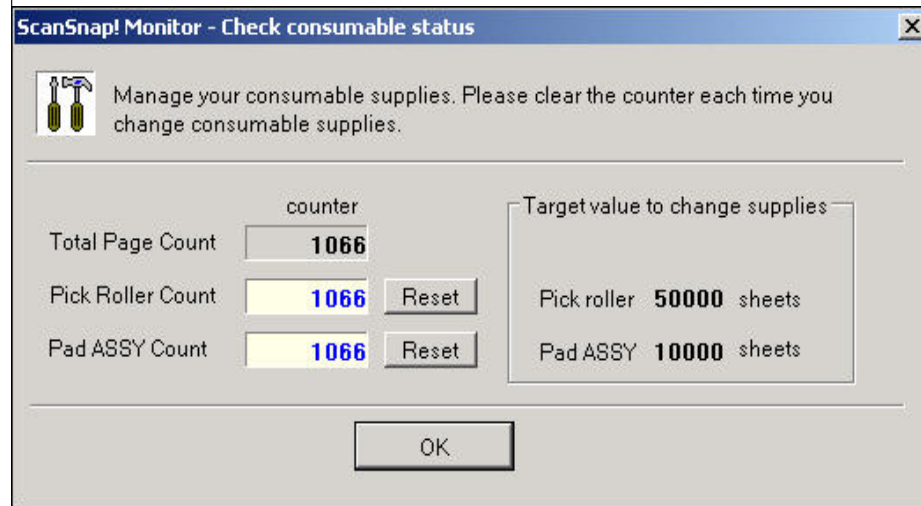 ScanSnap! Monitor - Check consumable status
Manage your consumable supplies. Please clear the counter each time you
change consumable supplies.
counter
Total Page Count 1066
Pick Roller Count 1066 Reset
Pad ASSY Count 1066 Reset
Target value to change supplies
Pick roller 50000 sheets
Pad ASSY 10000 sheets
OK